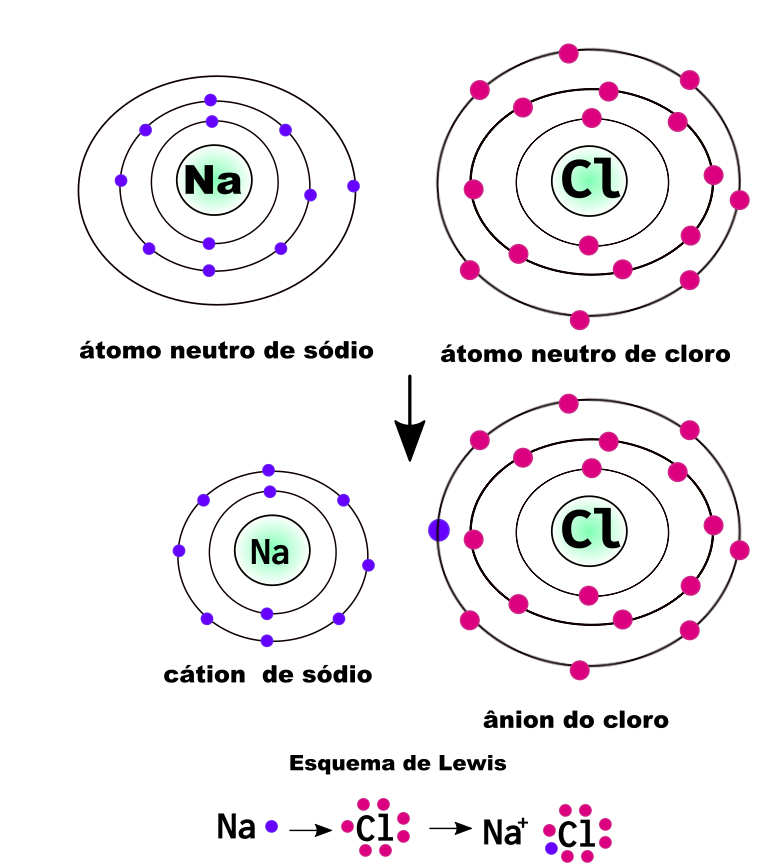 Na
Cl
átomo neutro de sódio
átomo neutro de cloro
Na
Cl
cátion de sódio
ânion do cloro
Esquema de Lewis
Na Cl Na+ Cl